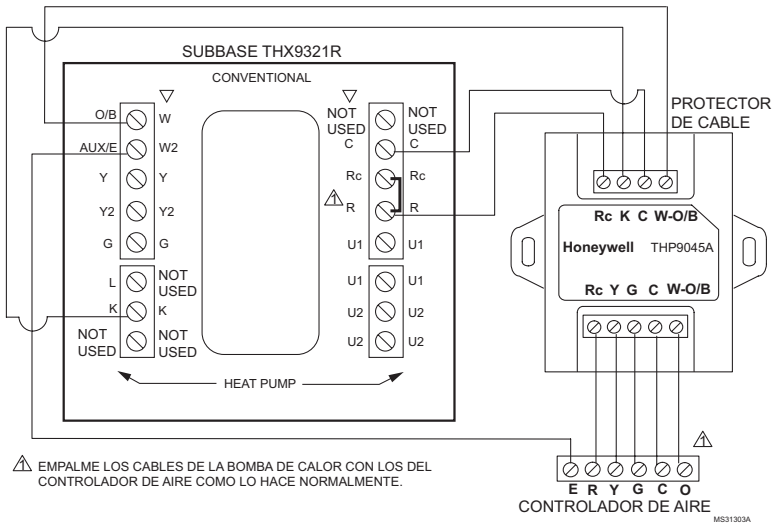 SUBBASE THX9321R
CONVENTIONAL
O/B W
AUX/E W2
Y Y
Y2 Y2
G G
L NOT USED
K K
NOT USED NOT USED
NOT USED NOT USED
C C
Rc Rc
1 R R
U1 U1
U1 U1
U2 U2
U2 U2
HEAT PUMP
PROTECTOR
DE CABLE
Rc K C W-O/B
Honeywell THP9045A
Rc Y G C W-O/B
1
E R Y G C O
CONTROLADOR DE AIRE
1 EMPALME LOS CABLES DE LA BOMBA DE CALOR CON LOS DEL
CONTROLADOR DE AIRE COMO LO HACE NORMALMENTE.
MS31303A